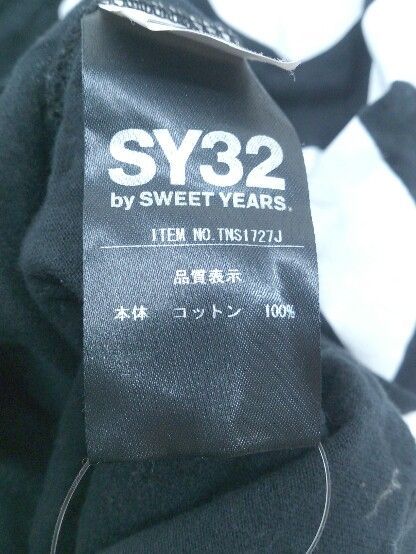 SY32
by SWEET YEARS.
ITEM NO.TNS1727J
品質表示
本体 コットン 100%